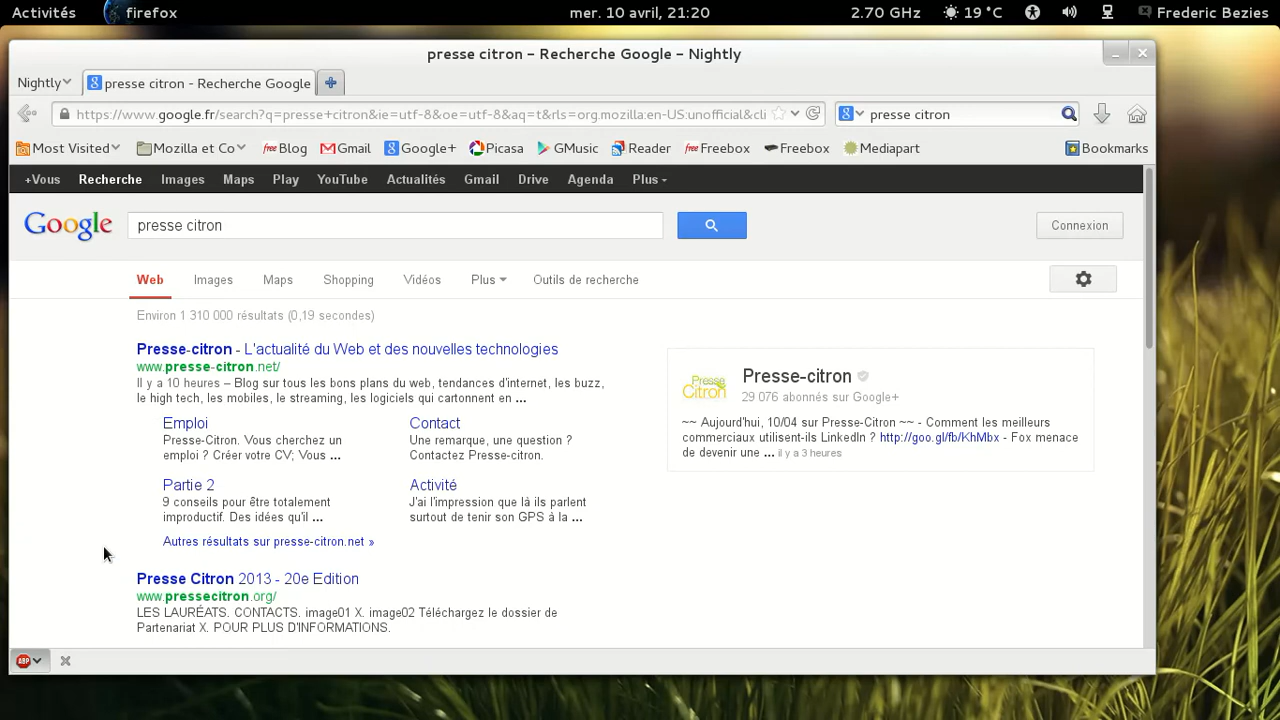 Activités firefox mer. 10 avril, 21:20 2.70 GHz 19 °C Frederic Bezies
presse citron – Recherche Google – Nightly
Nightly presse citron - Recherche Google
https://www.google.fr/search?q=presse+citron&ie=utf-8&oe=utf-8&aq=t&rls=org.mozilla:en-US:unofficial&cli presse citron
Most Visited Mozilla et Co free Blog Gmail Google+ Picasa GMusic Reader free Freebox Freebox Mediapart Bookmarks
+Vous Recherche Images Maps Play YouTube Actualités Gmail Drive Agenda Plus
Google presse citron Connexion
Web Images Maps Shopping Vidéos Plus Outils de recherche
Environ 1 310 000 résultats (0,19 secondes)
Presse-citron - L'actualité du Web et des nouvelles technologies
www.presse-citron.net/
Il y a 10 heures – Blog sur tous les bons plans du web, tendances d'internet, les buzz,
le high tech, les mobiles, le streaming, les logiciels qui cartonnent en ...
Emploi
Presse-Citron. Vous cherchez un
emploi ? Créer votre CV; Vous ...
Contact
Une remarque, une question ?
Contactez Presse-citron.
Partie 2
9 conseils pour être totalement
improductif. Des idées qu'il ...
Activité
J'ai l'impression que là ils parlent
surtout de tenir son GPS à la ...
Autres résultats sur presse-citron.net »
Presse Citron 2013 - 20e Edition
www.pressecitron.org/
LES LAURÉATS. CONTACTS. image01 X. image02 Téléchargez le dossier de
Partenariat X. POUR PLUS D'INFORMATIONS.
Presse
Citron
Presse-citron
29 076 abonnés sur Google+
~~ Aujourd'hui, 10/04 sur Presse-Citron ~~ - Comment les meilleurs
commerciaux utilisent-ils LinkedIn ? http://goo.gl/fb/KhMbx - Fox menace
de devenir une ... il y a 3 heures
ABP